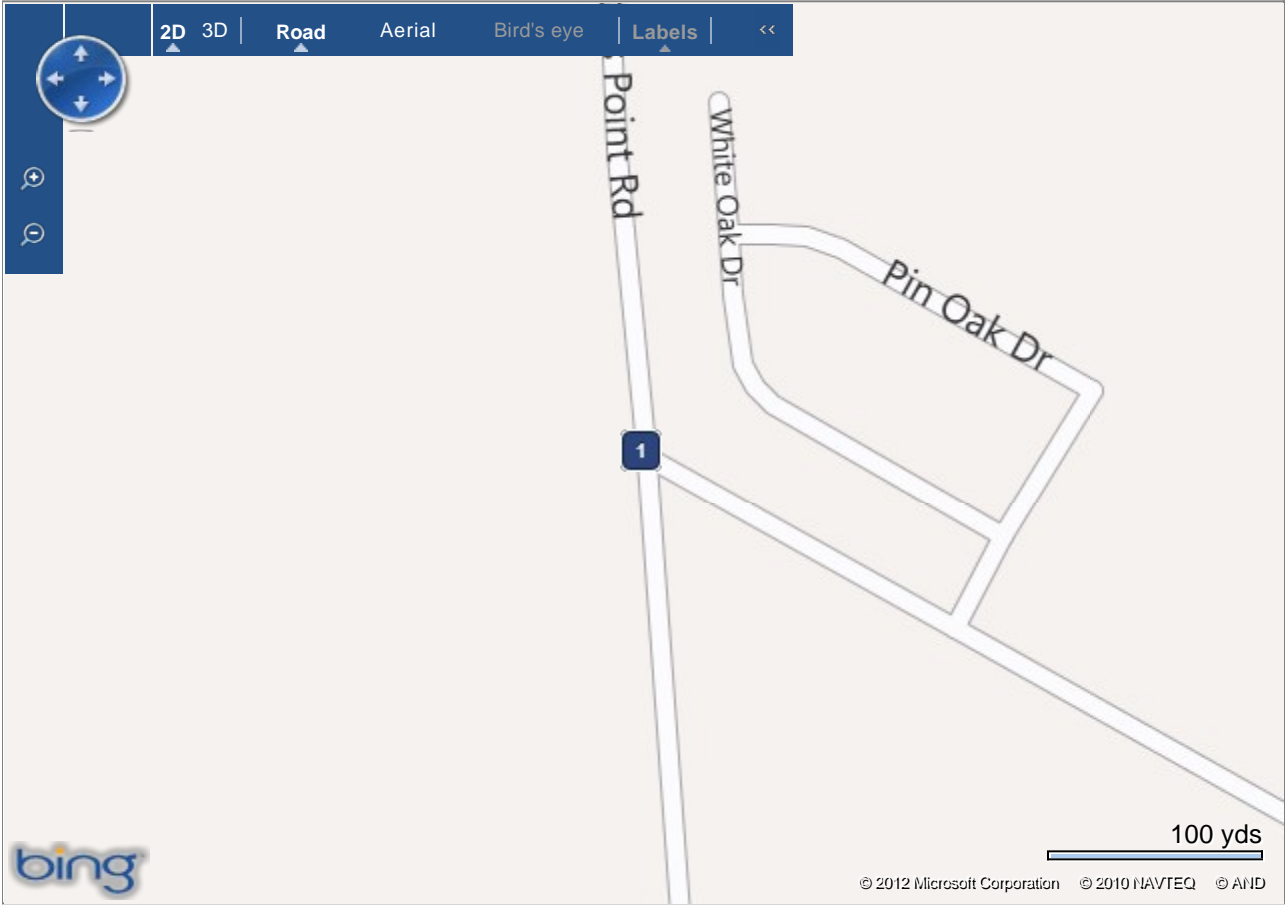 2D 3D Road Aerial Bird's eye Labels <<
Point Rd
White Oak Dr
Pin Oak Dr
1
100 yds
bing
© 2012 Microsoft Corporation © 2010 NAVTEQ © AND